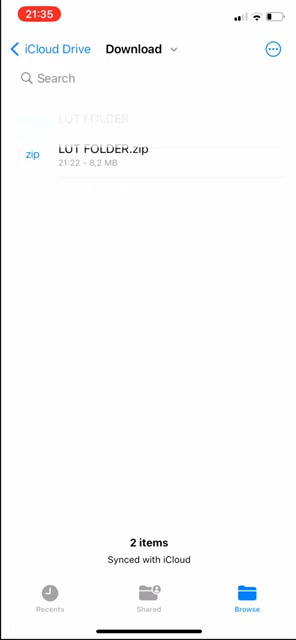 21:35
iCloud Drive
Download
Search
LUT FOLDER
zip
LUT FOLDER.zip
21:22 - 8,2 MB
2 items
Synced with iCloud
Recents
Shared
Browse